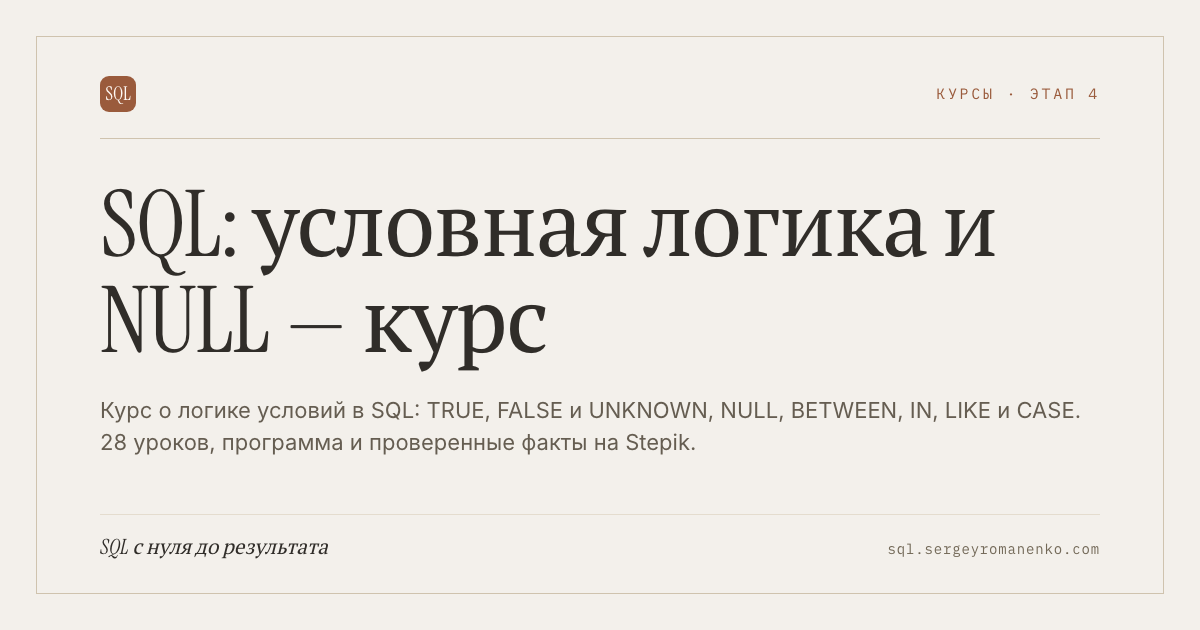 SQL
КУРСЫ · ЭТАП 4
SQL: условная логика и
NULL — курс
Курс о логике условий в SQL: TRUE, FALSE и UNKNOWN, NULL, BETWEEN, IN, LIKE и CASE.
28 уроков, программа и проверенные факты на Stepik.
SQL с нуля до результата
sql.sergeyromanenko.com